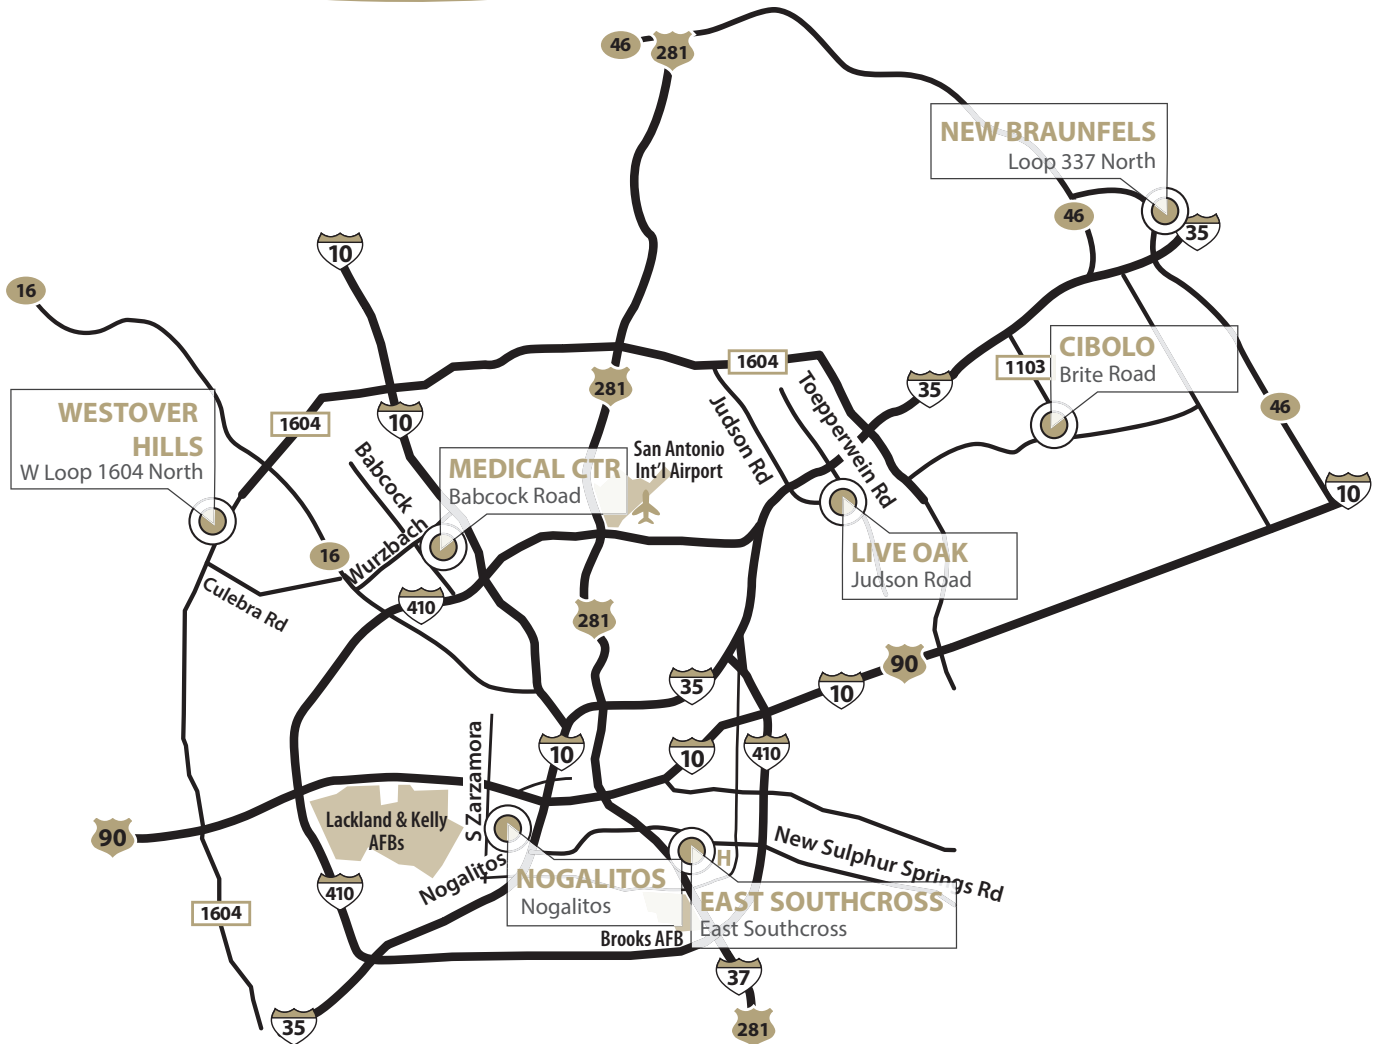 46
281
NEW BRAUNFELS
Loop 337 North
46
35
10
16
281
1604
35
1103
CIBOLO
Brite Road
46
10
WESTOVER
HILLS
W Loop 1604 North
1604
10
Babcock
Wurzbach
MEDICAL CTR
Babcock Road
San Antonio
Int'l Airport
Judson Rd
Toepperwein Rd
LIVE OAK
Judson Road
16
Culebra Rd
410
281
35
90
10
10
10
410
S Zarzamora
90
Lackland & Kelly
AFBs
410
Nogalitos
NOGALITOS
Nogalitos
H
New Sulphur Springs Rd
EAST SOUTHCROSS
East Southcross
Brooks AFB
1604
37
35
281